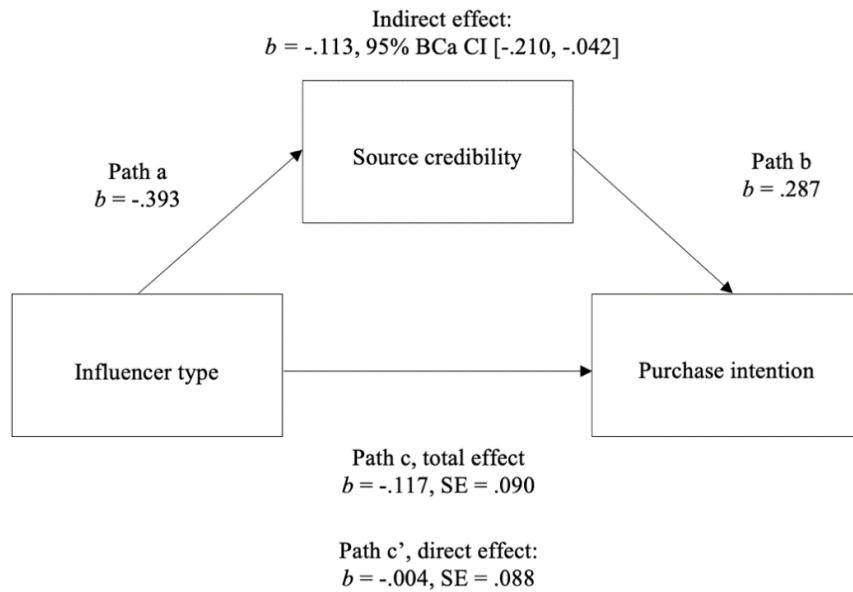 Indirect effect:
b = -.113, 95% BCa CI [-.210, -.042]
Source credibility
Path a
b = -.393
Path b
b = .287
Influencer type
Purchase intention
Path c, total effect
b = -.117, SE = .090
Path c’, direct effect:
b = -.004, SE = .088